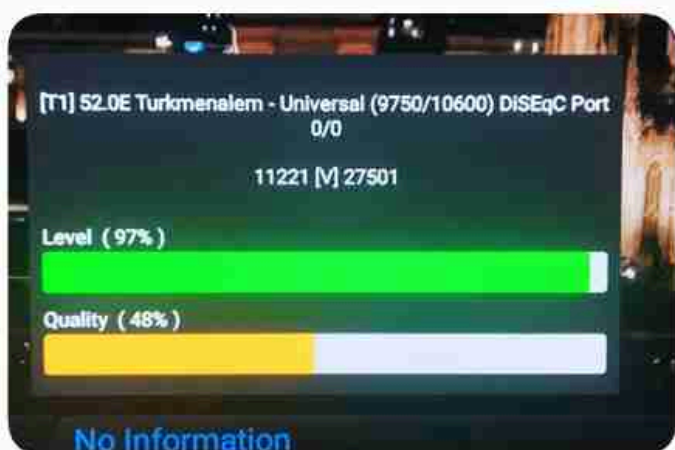 [T1] 52.0E Turkmenalem - Universal (9750/10600) DiSEqC Port
0/0
11221 [V] 27501
Level ( 97% )
Quality ( 48% )
No Information